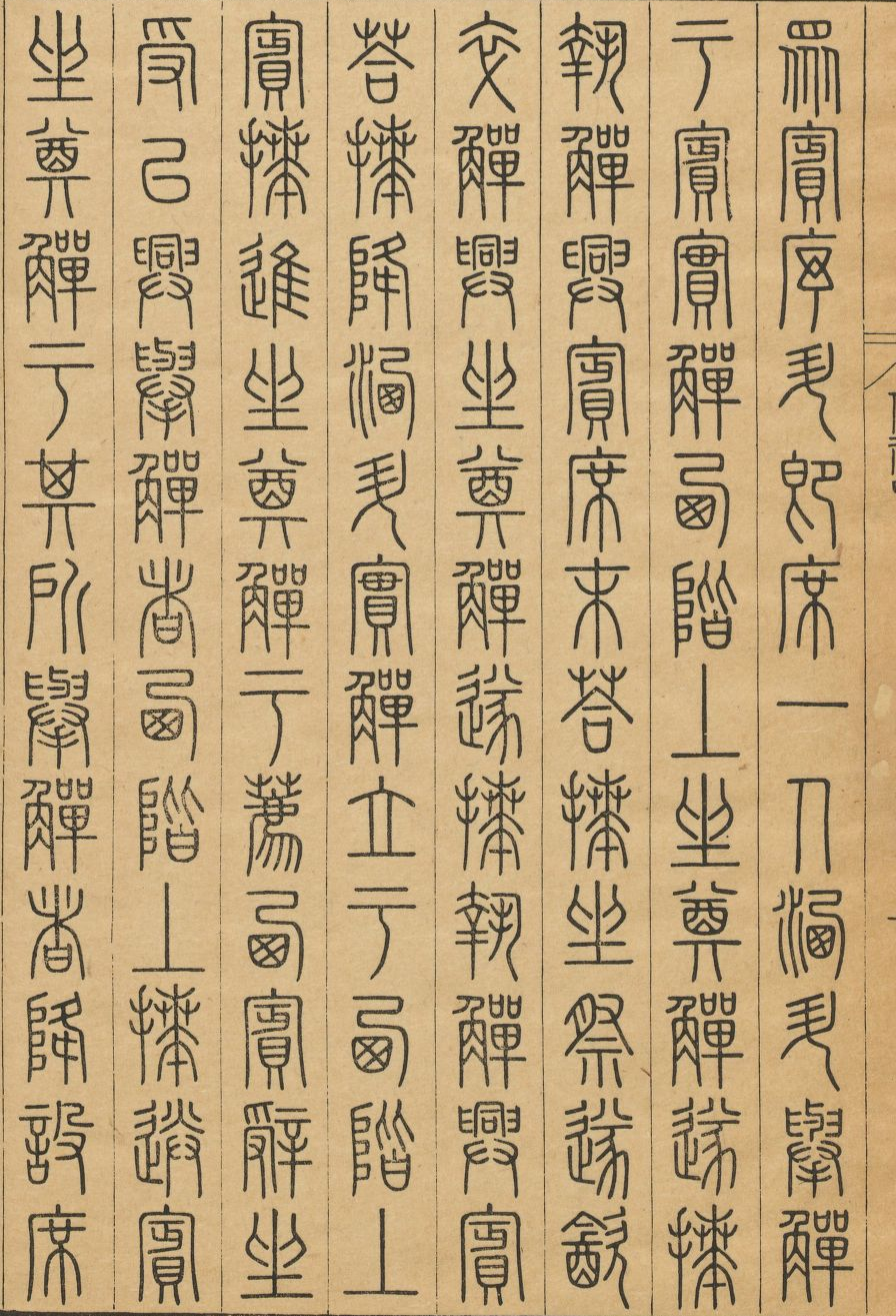 眾賓序升即席一人洗升舉觶
于賓實觶西階上坐奠觶遂拜
執觶興賓席末荅拜坐祭遂飲
卒觶興坐奠觶遂拜執觶興賓
荅拜降洗升實觶立于西階上
賓拜進坐奠觶于薦西賓辭坐
受以興舉觶者西階上拜送賓
坐奠觶于其所舉觶者降設席